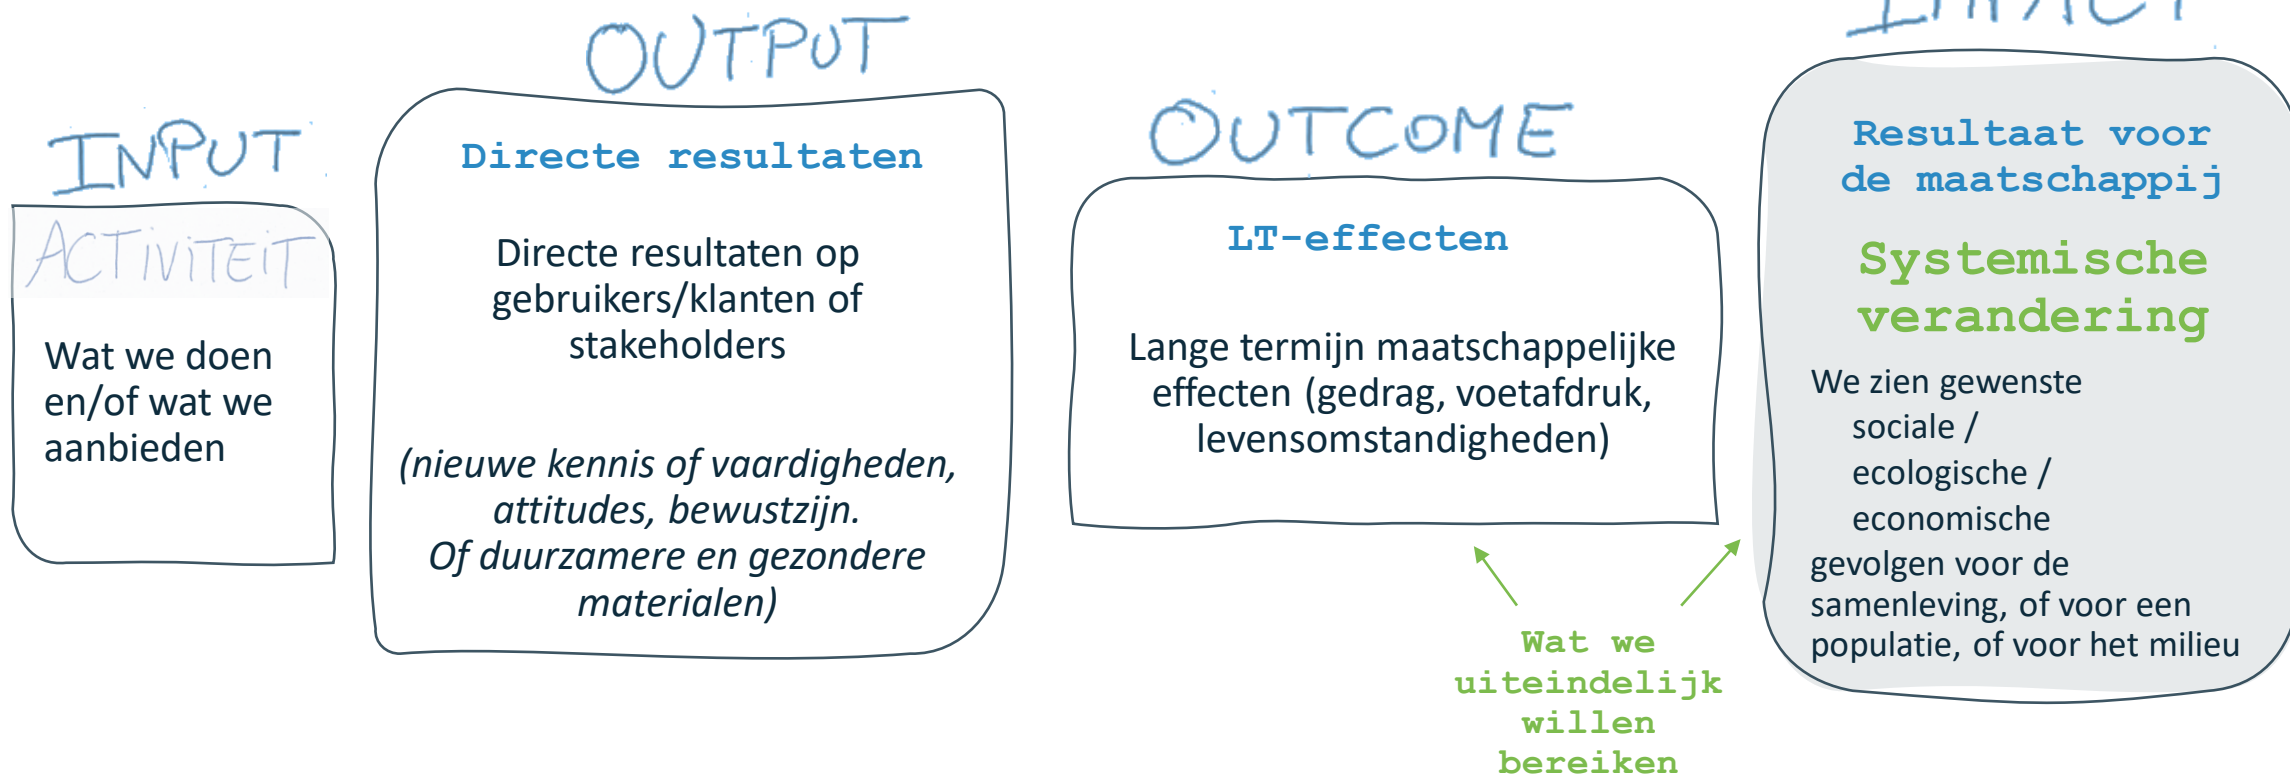 INPUT
ACTIVITEIT
Wat we doen
en/of wat we
aanbieden
OUTPUT
Directe resultaten
Directe resultaten op
gebruikers/klanten of
stakeholders
(nieuwe kennis of vaardigheden,
attitudes, bewustzijn.
Of duurzamere en gezondere
materialen)
OUTCOME
LT-effecten
Lange termijn maatschappelijke
effecten (gedrag, voetafdruk,
levensomstandigheden)
IMPACT
Resultaat voor
de maatschappij
Systemische
verandering
We zien gewenste
sociale /
ecologische /
economische
gevolgen voor de
samenleving, of voor een
populatie, of voor het milieu
Wat we
uiteindelijk
willen
bereiken